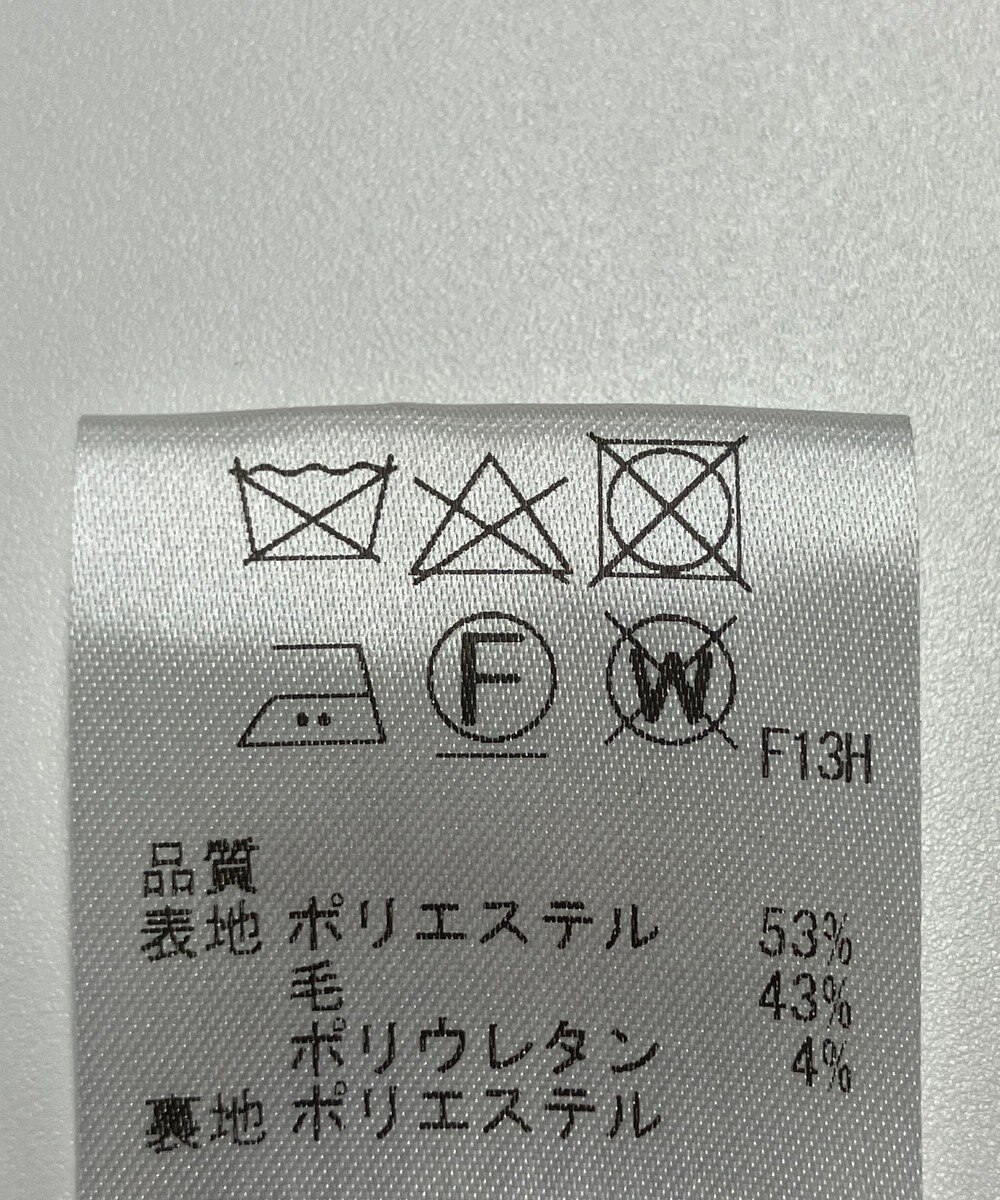 F W
F13H
品質
表地 ポリエステル 53%
毛 43%
ポリウレタン 4%
裏地 ポリエステル